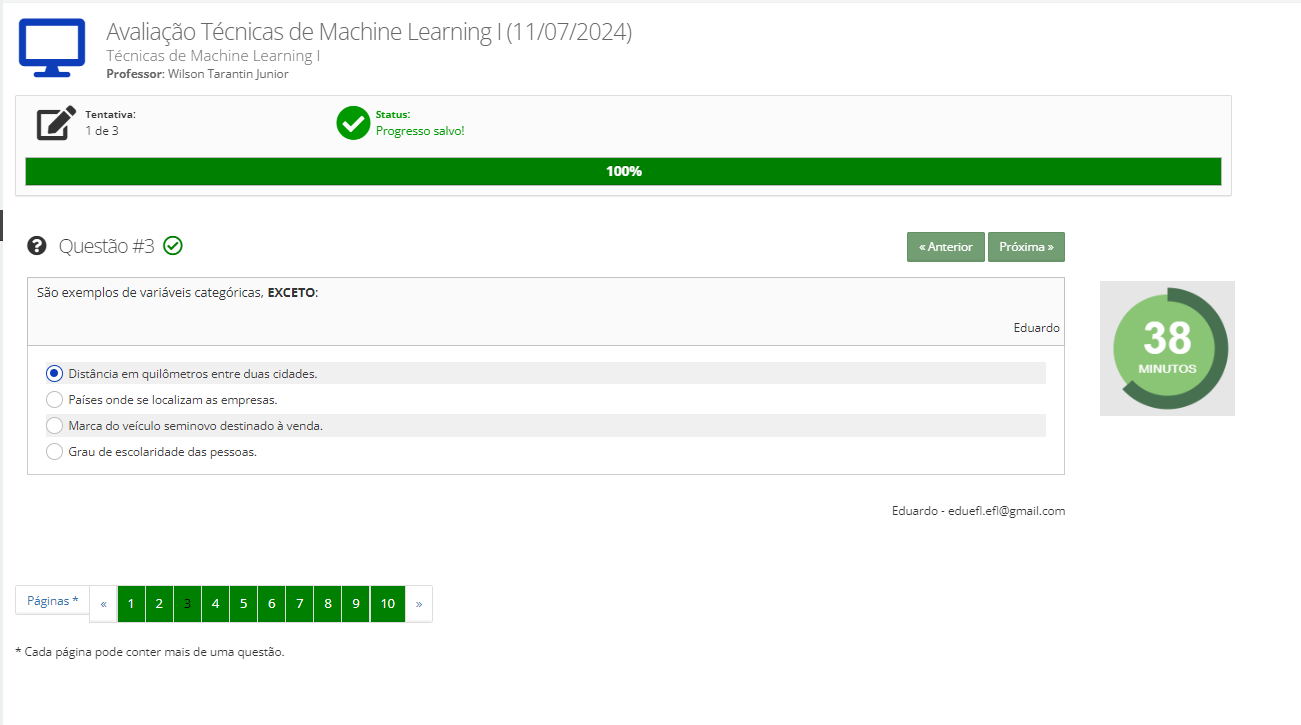 Avaliação Técnicas de Machine Learning I (11/07/2024)
Técnicas de Machine Learning I
Professor: Wilson Tarantin Junior
Tentativa:
1 de 3
Status:
Progresso salvo!
100%
Questão #3
« Anterior
Próxima »
São exemplos de variáveis categóricas, EXCETO:
Eduardo
Distância em quilômetros entre duas cidades.
Países onde se localizam as empresas.
Marca do veículo seminovo destinado à venda.
Grau de escolaridade das pessoas.
38
MINUTOS
Eduardo - eduefl.efl@gmail.com
Páginas * « 1 2 3 4 5 6 7 8 9 10 »
* Cada página pode conter mais de uma questão.